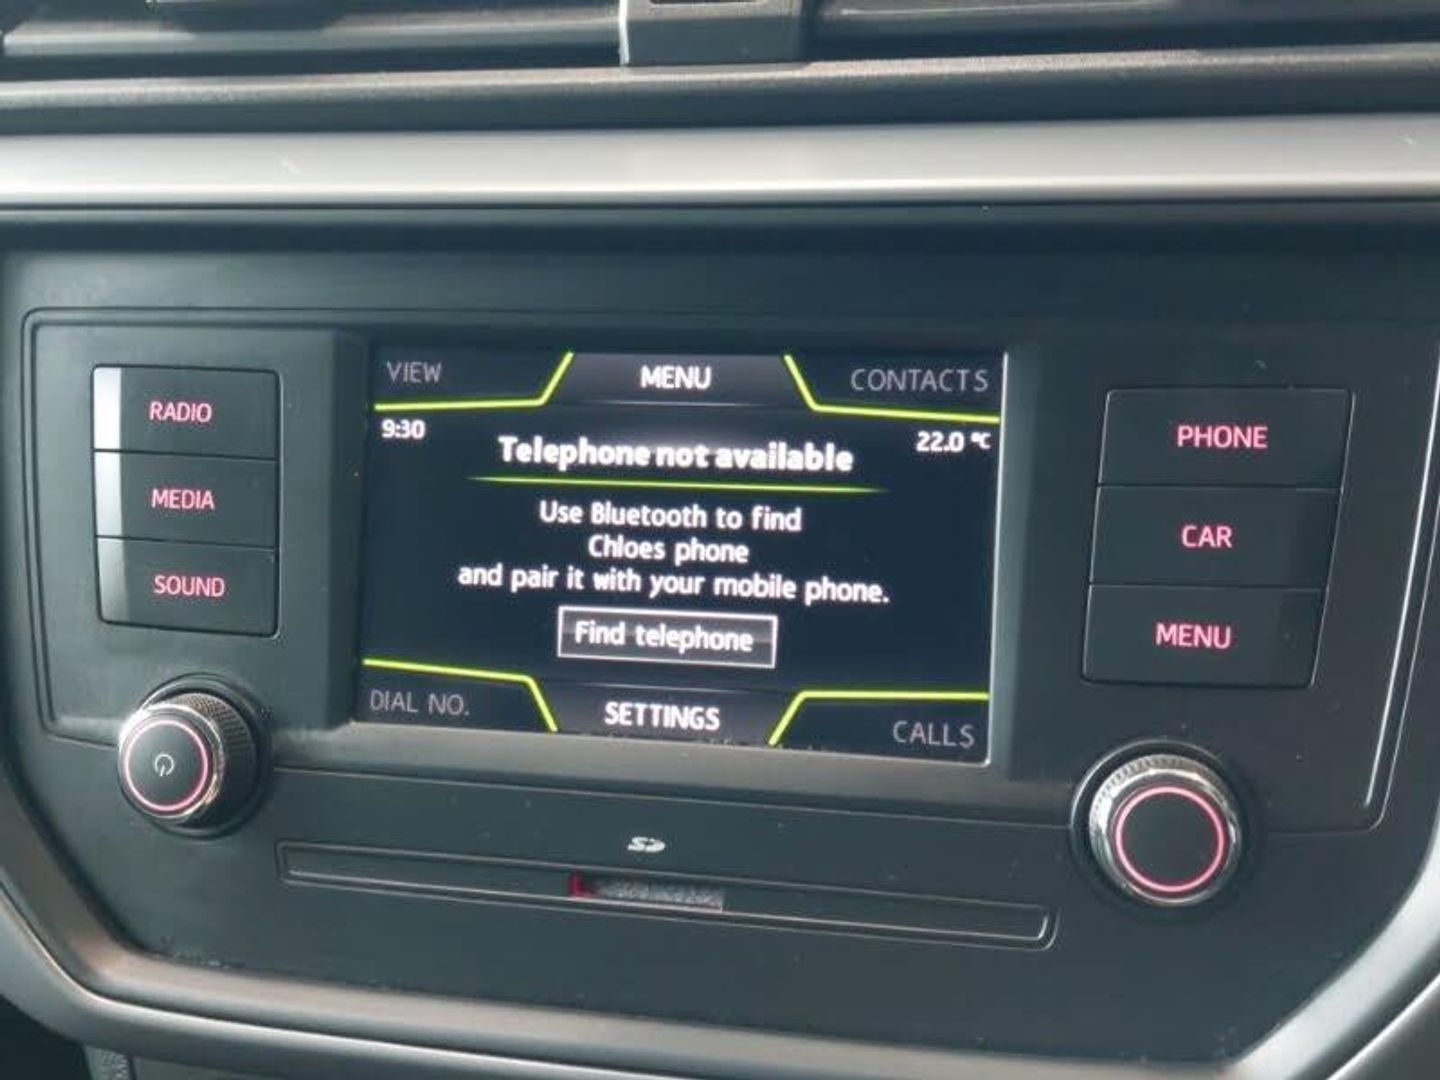 VIEW
MENU
CONTACTS
9:30
22.0 °C
Telephone not available
Use Bluetooth to find
Chloes phone
and pair it with your mobile phone.
Find telephone
DIAL NO.
SETTINGS
CALLS
RADIO
MEDIA
SOUND
PHONE
CAR
MENU
SD